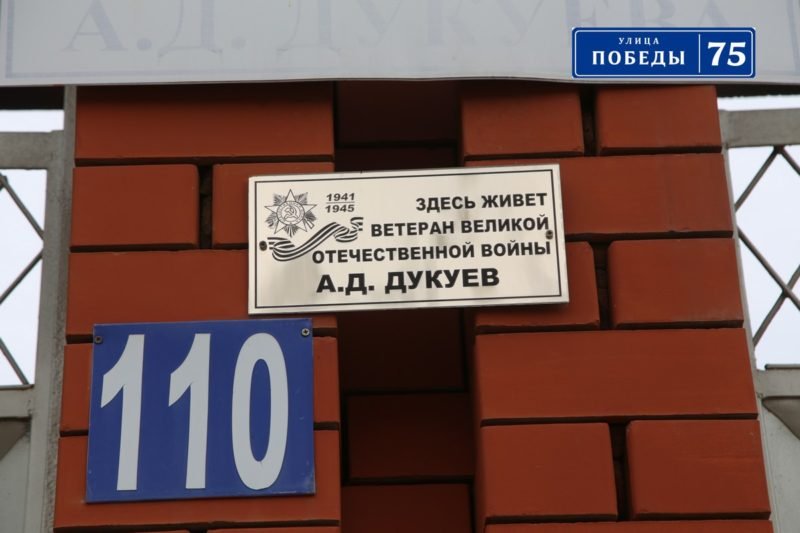 А.Д. ДУКУЕВА
УЛИЦА
ПОБЕДЫ 75
1941
1945
ЗДЕСЬ ЖИВЕТ
ВЕТЕРАН ВЕЛИКОЙ
ОТЕЧЕСТВЕННОЙ ВОЙНЫ
А.Д. ДУКУЕВ
110